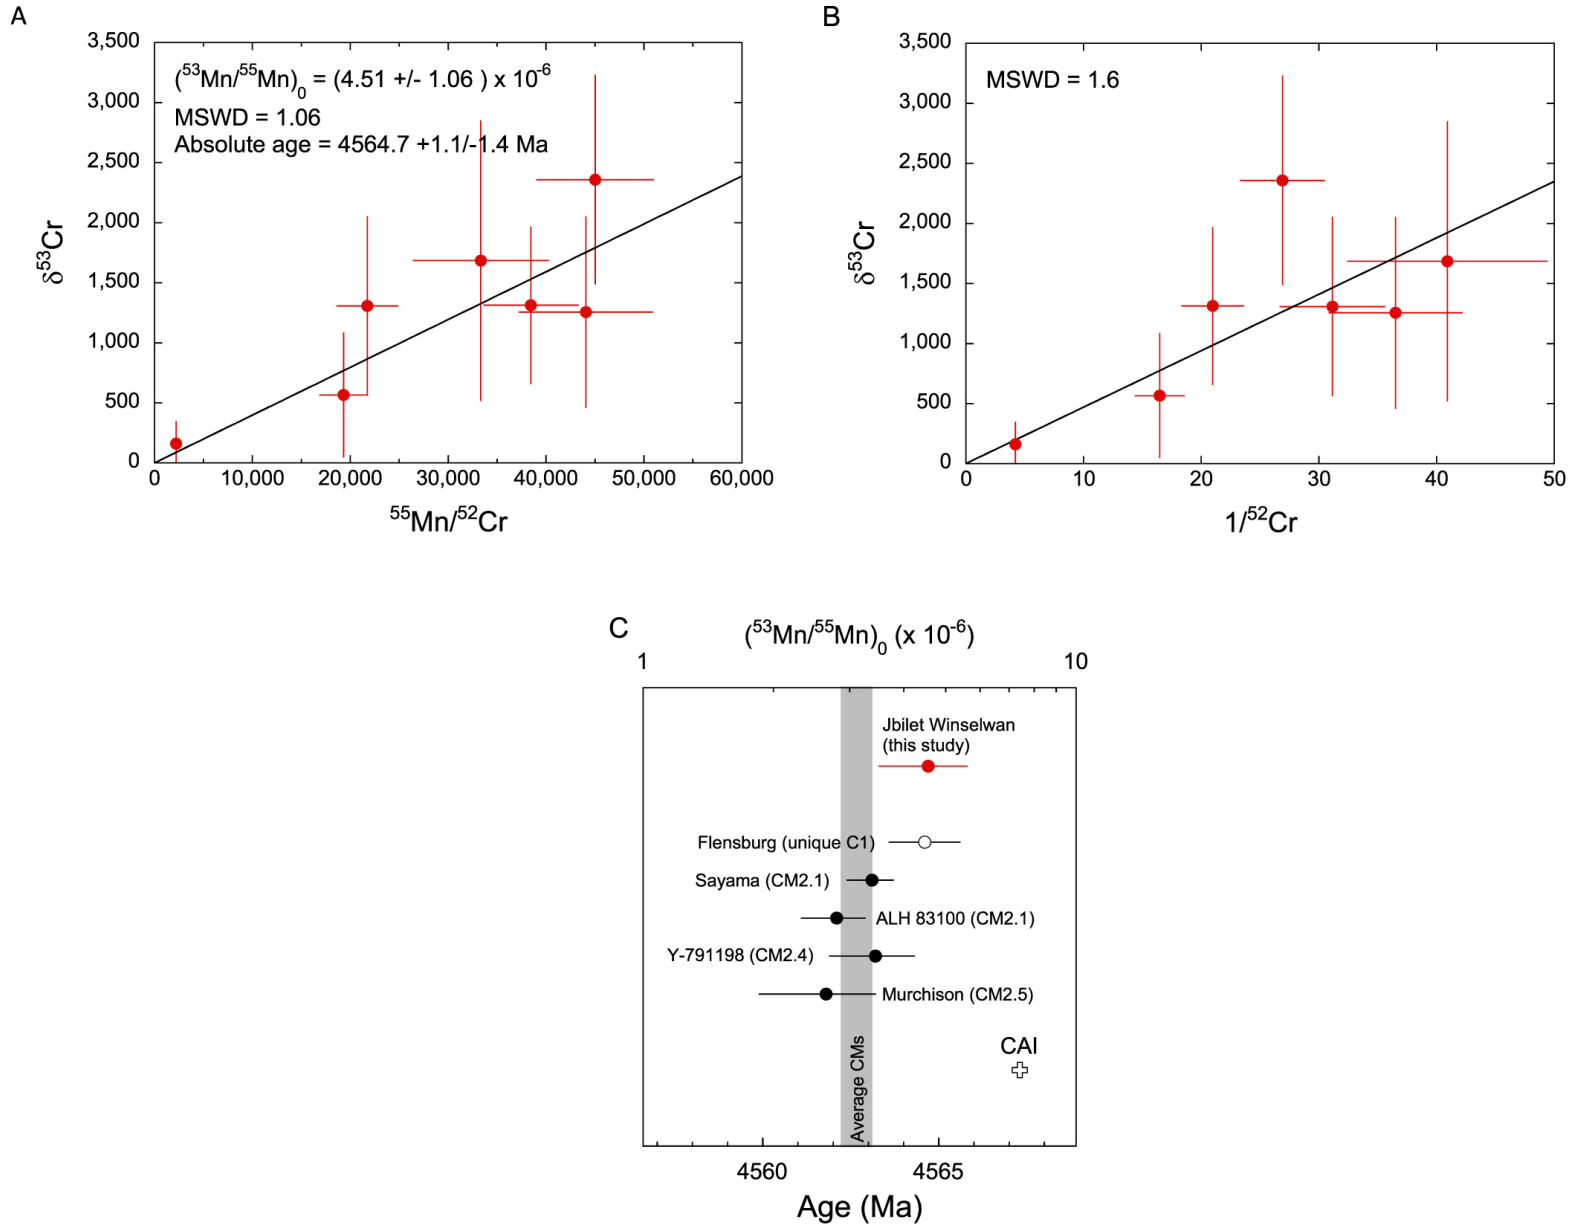 A
3,500
3,000
2,500
2,000
1,500
1,000
500
0
δ⁵³Cr
(⁵³Mn/⁵⁵Mn)₀ = (4.51 +/- 1.06 ) x 10⁻⁶
MSWD = 1.06
Absolute age = 4564.7 +1.1/-1.4 Ma
0 10,000 20,000 30,000 40,000 50,000 60,000
⁵⁵Mn/⁵²Cr
B
3,500
3,000
2,500
2,000
1,500
1,000
500
0
δ⁵³Cr
MSWD = 1.6
0 10 20 30 40 50
1/⁵²Cr
C
(⁵³Mn/⁵⁵Mn)₀ (x 10⁻⁶)
1 10
Jbilet Winselwan
(this study)
Flensburg (unique C1)
Sayama (CM2.1)
ALH 83100 (CM2.1)
Y-791198 (CM2.4)
Murchison (CM2.5)
CAI
Average CMs
4560 4565
Age (Ma)